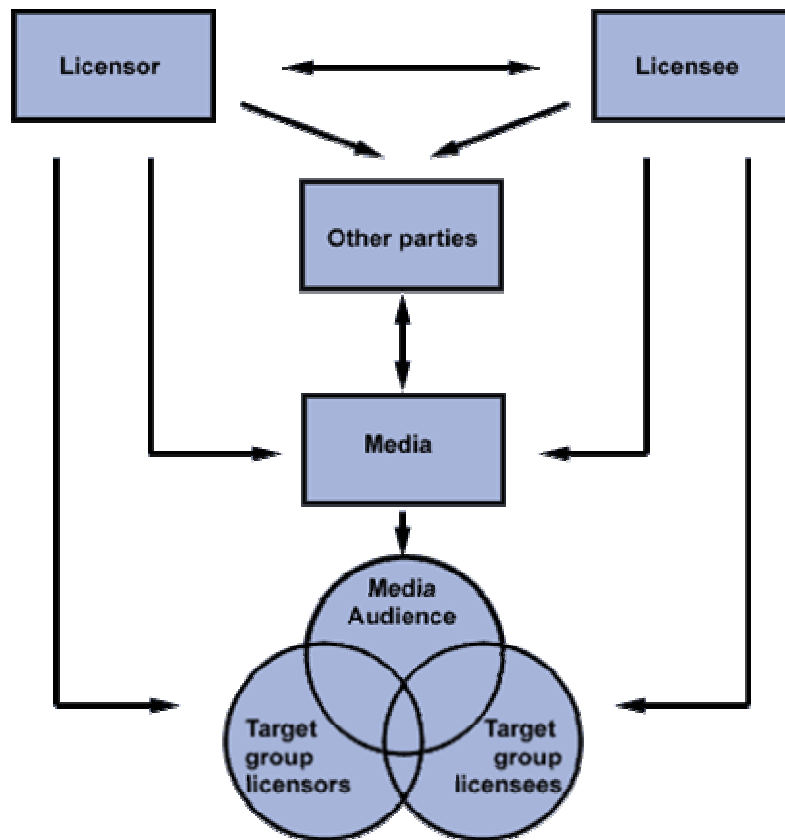 Licensor
Licensee
Other parties
Media
Media
Audience
Target
group
licensors
Target
group
licensees